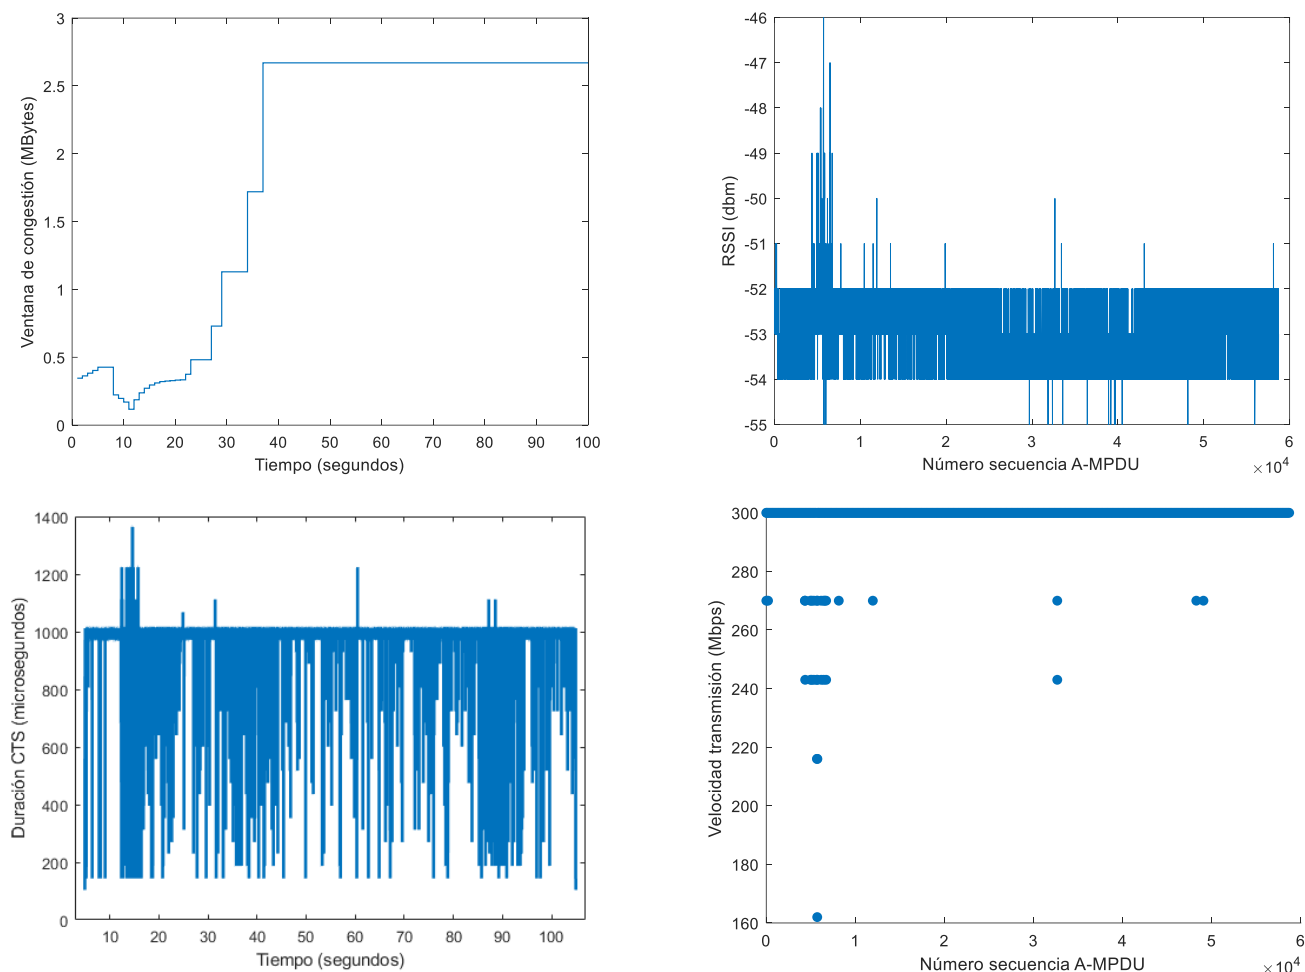 3
2.5
2
1.5
1
0.5
0
Ventana de congestión (MBytes)
0 10 20 30 40 50 60 70 80 90 100
Tiempo (segundos)
-46
-47
-48
-49
-50
-51
-52
-53
-54
-55
RSSI (dbm)
0 1 2 3 4 5 6
Número secuencia A-MPDU
×10⁴
1400
1200
1000
800
600
400
200
0
Duración CTS (microsegundos)
10 20 30 40 50 60 70 80 90 100
Tiempo (segundos)
300
280
260
240
220
200
180
160
Velocidad transmisión (Mbps)
0 1 2 3 4 5 6
Número secuencia A-MPDU
×10⁴